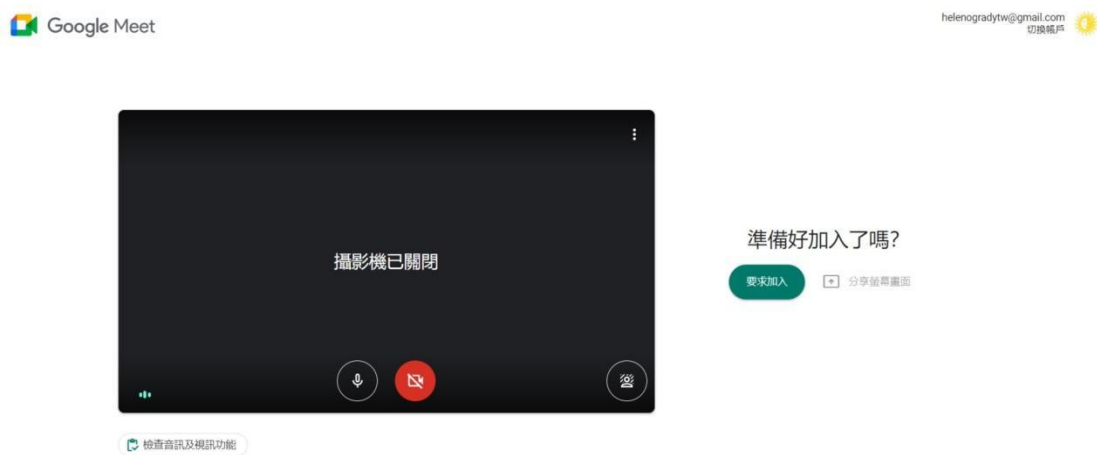 Google Meet
helenogradytw@gmail.com
切換帳戶
攝影機已關閉
準備好加入了嗎?
要求加入
分享螢幕畫面
檢查音訊及視訊功能